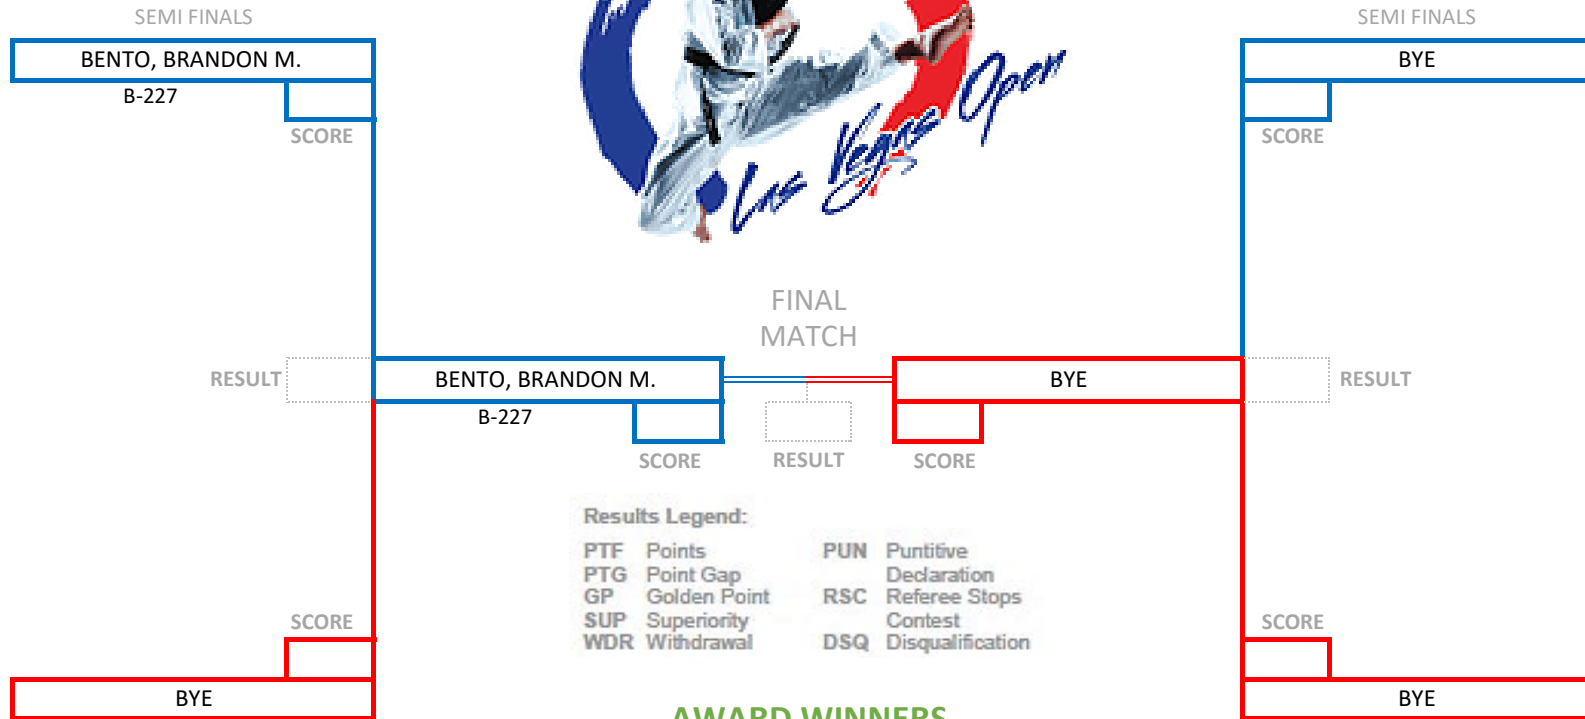 SEMI FINALS
SEMI FINALS
BENTO, BRANDON M.
BYE
B-227
SCORE
SCORE
Las Vegas Open
FINAL
MATCH
RESULT
BENTO, BRANDON M.
BYE
RESULT
B-227
SCORE
RESULT
SCORE
Results Legend:
PTF Points
PTG Point Gap
GP Golden Point
SUP Superiority
WDR Withdrawal
PUN Puntitive
Declaration
RSC Referee Stops
Contest
DSQ Disqualification
SCORE
SCORE
BYE
BYE
AWARD WINNERS